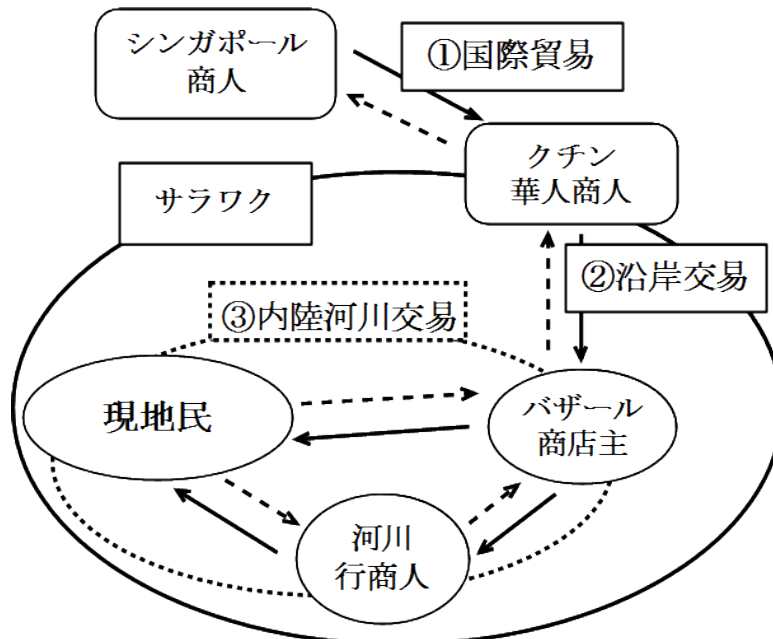 シンガポール
商人
①国際貿易
クチン
華人商人
サラワク
②沿岸交易
③内陸河川交易
現地民
バザール
商店主
河川
行商人